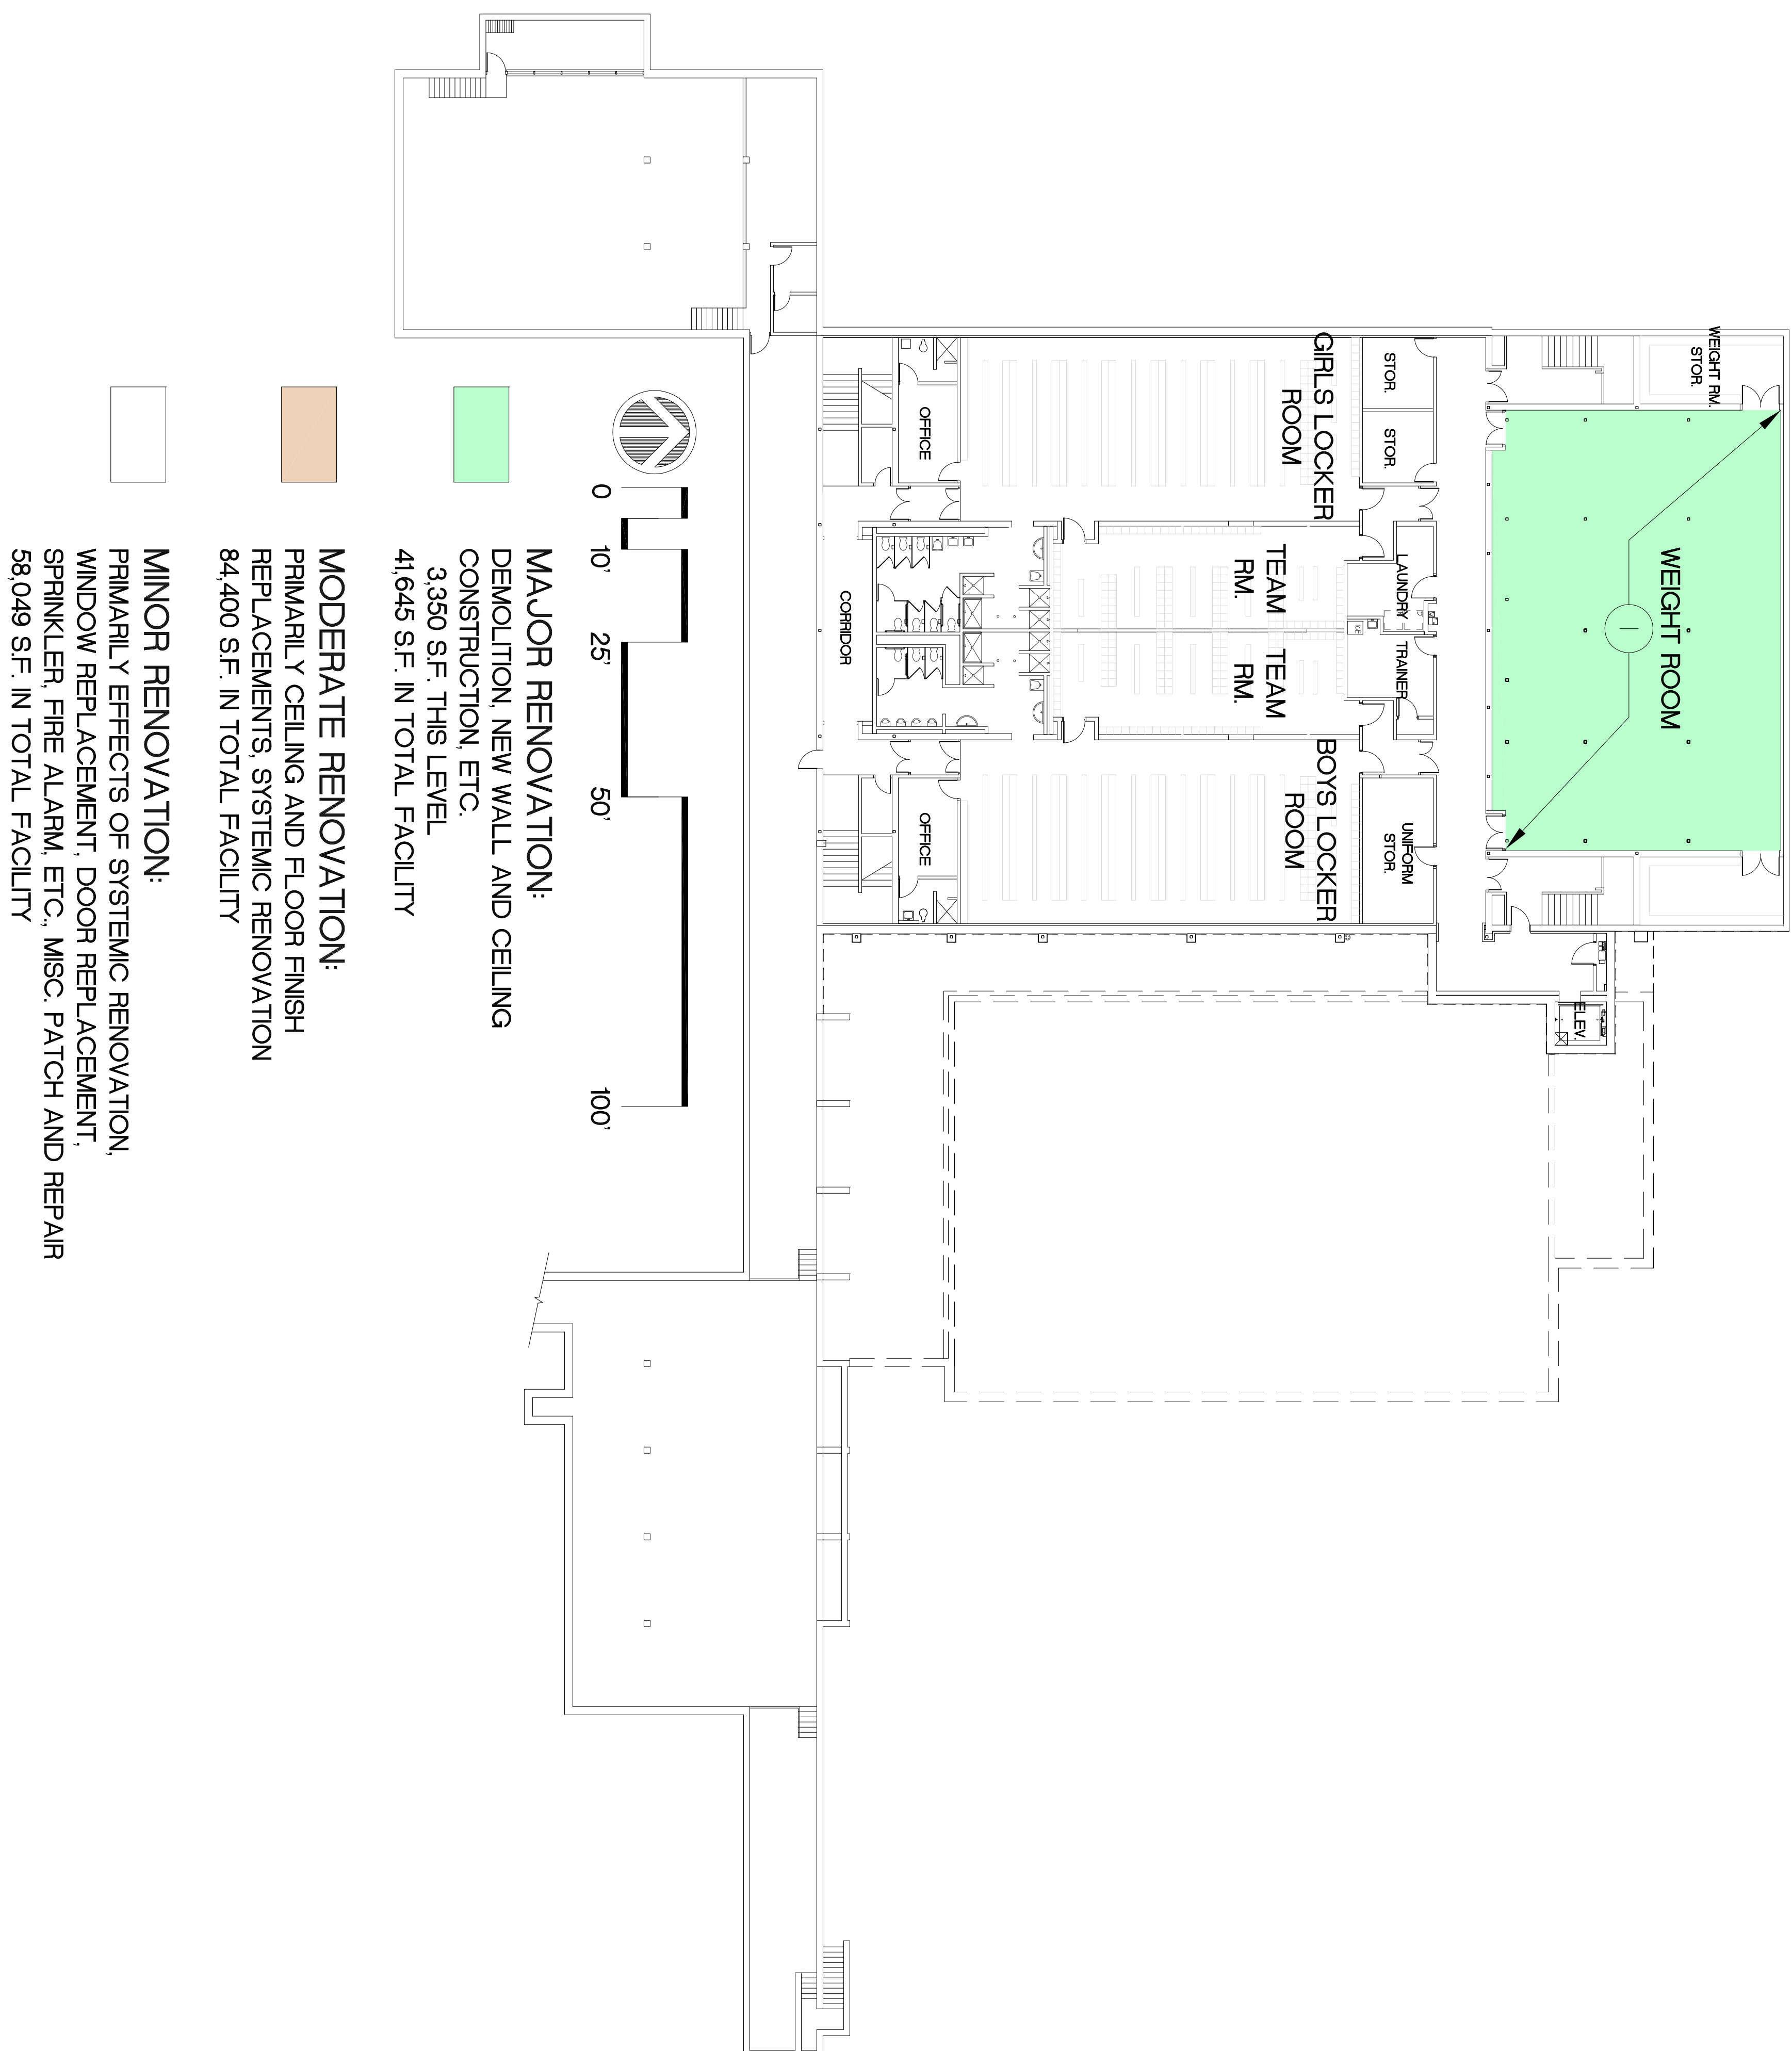 WEIGHT RM.
STOR.
WEIGHT ROOM
1
GIRLS LOCKER
ROOM
STOR.
STOR.
LAUNDRY
TRAINER
TEAM
RM.
TEAM
RM.
BOYS LOCKER
ROOM
UNIFORM
STOR.
ELEV.
OFFICE
CORRIDOR
OFFICE
0
10'
25'
50'
100'
MAJOR RENOVATION:
DEMOLITION, NEW WALL AND CEILING
CONSTRUCTION, ETC.
3,350 S.F. THIS LEVEL
41,645 S.F. IN TOTAL FACILITY
MODERATE RENOVATION:
PRIMARILY CEILING AND FLOOR FINISH
REPLACEMENTS, SYSTEMIC RENOVATION
84,400 S.F. IN TOTAL FACILITY
MINOR RENOVATION:
PRIMARILY EFFECTS OF SYSTEMIC RENOVATION,
WINDOW REPLACEMENT, DOOR REPLACEMENT,
SPRINKLER, FIRE ALARM, ETC., MISC. PATCH AND REPAIR
58,049 S.F. IN TOTAL FACILITY